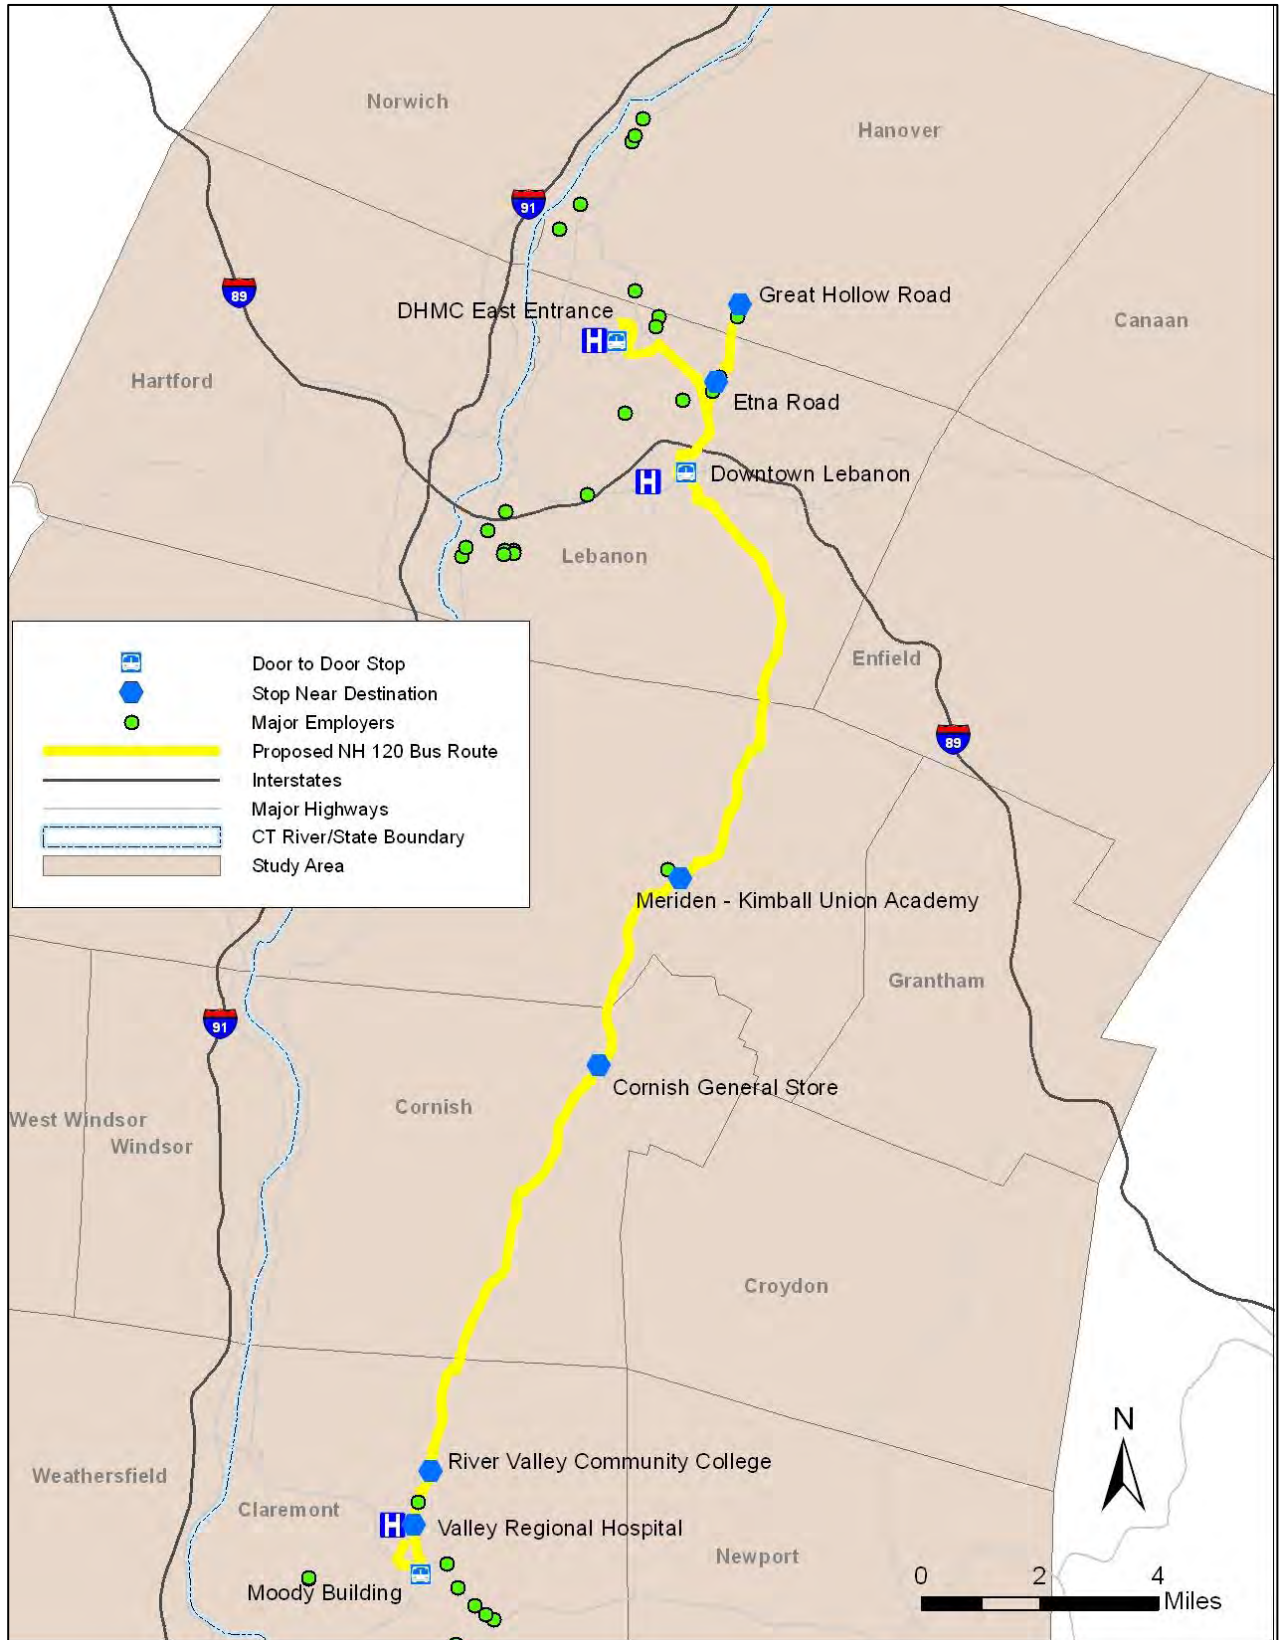 Norwich
Hanover
91
89
Great Hollow Road
DHMC East Entrance
Canaan
H
Hartford
Etna Road
Downtown Lebanon
H
Lebanon
Enfield
Door to Door Stop
Stop Near Destination
Major Employers
Proposed NH 120 Bus Route
Interstates
Major Highways
CT River/State Boundary
Study Area
89
Meriden - Kimball Union Academy
Grantham
91
Cornish General Store
Cornish
West Windsor
Windsor
Croydon
N
River Valley Community College
Weathersfield
Claremont
H
Valley Regional Hospital
Newport
Moody Building
0 2 4
Miles